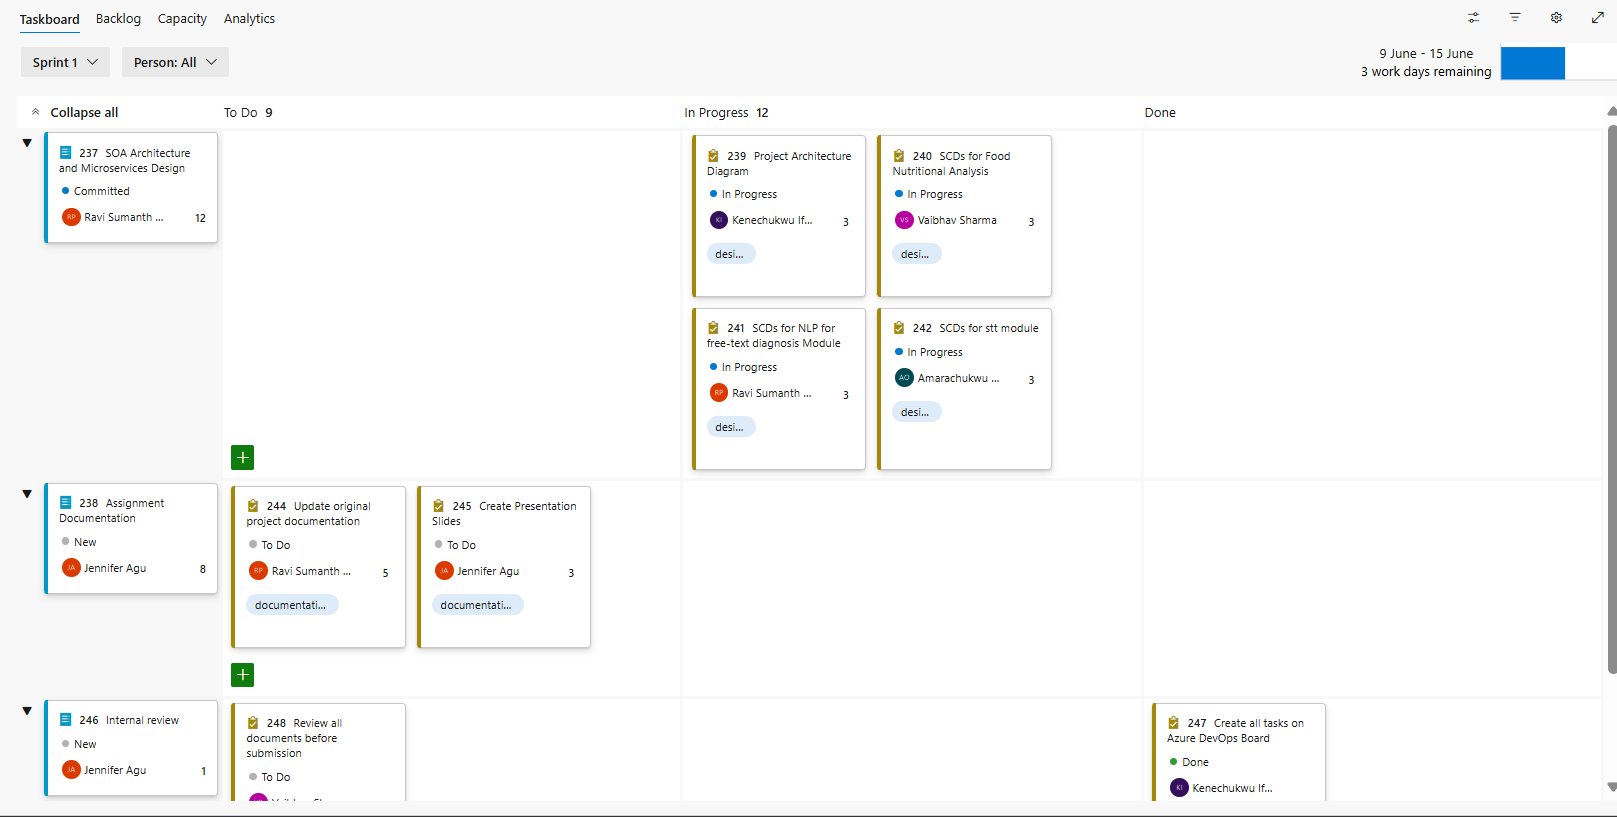 Taskboard Backlog Capacity Analytics
Sprint 1 Person: All
9 June - 15 June
3 work days remaining
Collapse all To Do 9 In Progress 12 Done
237 SOA Architecture
and Microservices Design
Committed
RP Ravi Sumanth ... 12
239 Project Architecture
Diagram
In Progress
KI Kenechukwu If... 3
desi...
240 SCDs for Food
Nutritional Analysis
In Progress
VS Vaibhav Sharma 3
desi...
241 SCDs for NLP for
free-text diagnosis Module
In Progress
RP Ravi Sumanth ... 3
desi...
242 SCDs for stt module
In Progress
AO Amarachukwu ... 3
desi...
238 Assignment
Documentation
New
JA Jennifer Agu 8
244 Update original
project documentation
To Do
RP Ravi Sumanth ... 5
documentati...
245 Create Presentation
Slides
To Do
JA Jennifer Agu 3
documentati...
246 Internal review
New
JA Jennifer Agu 1
248 Review all
documents before
submission
To Do
247 Create all tasks on
Azure DevOps Board
Done
KI Kenechukwu If...